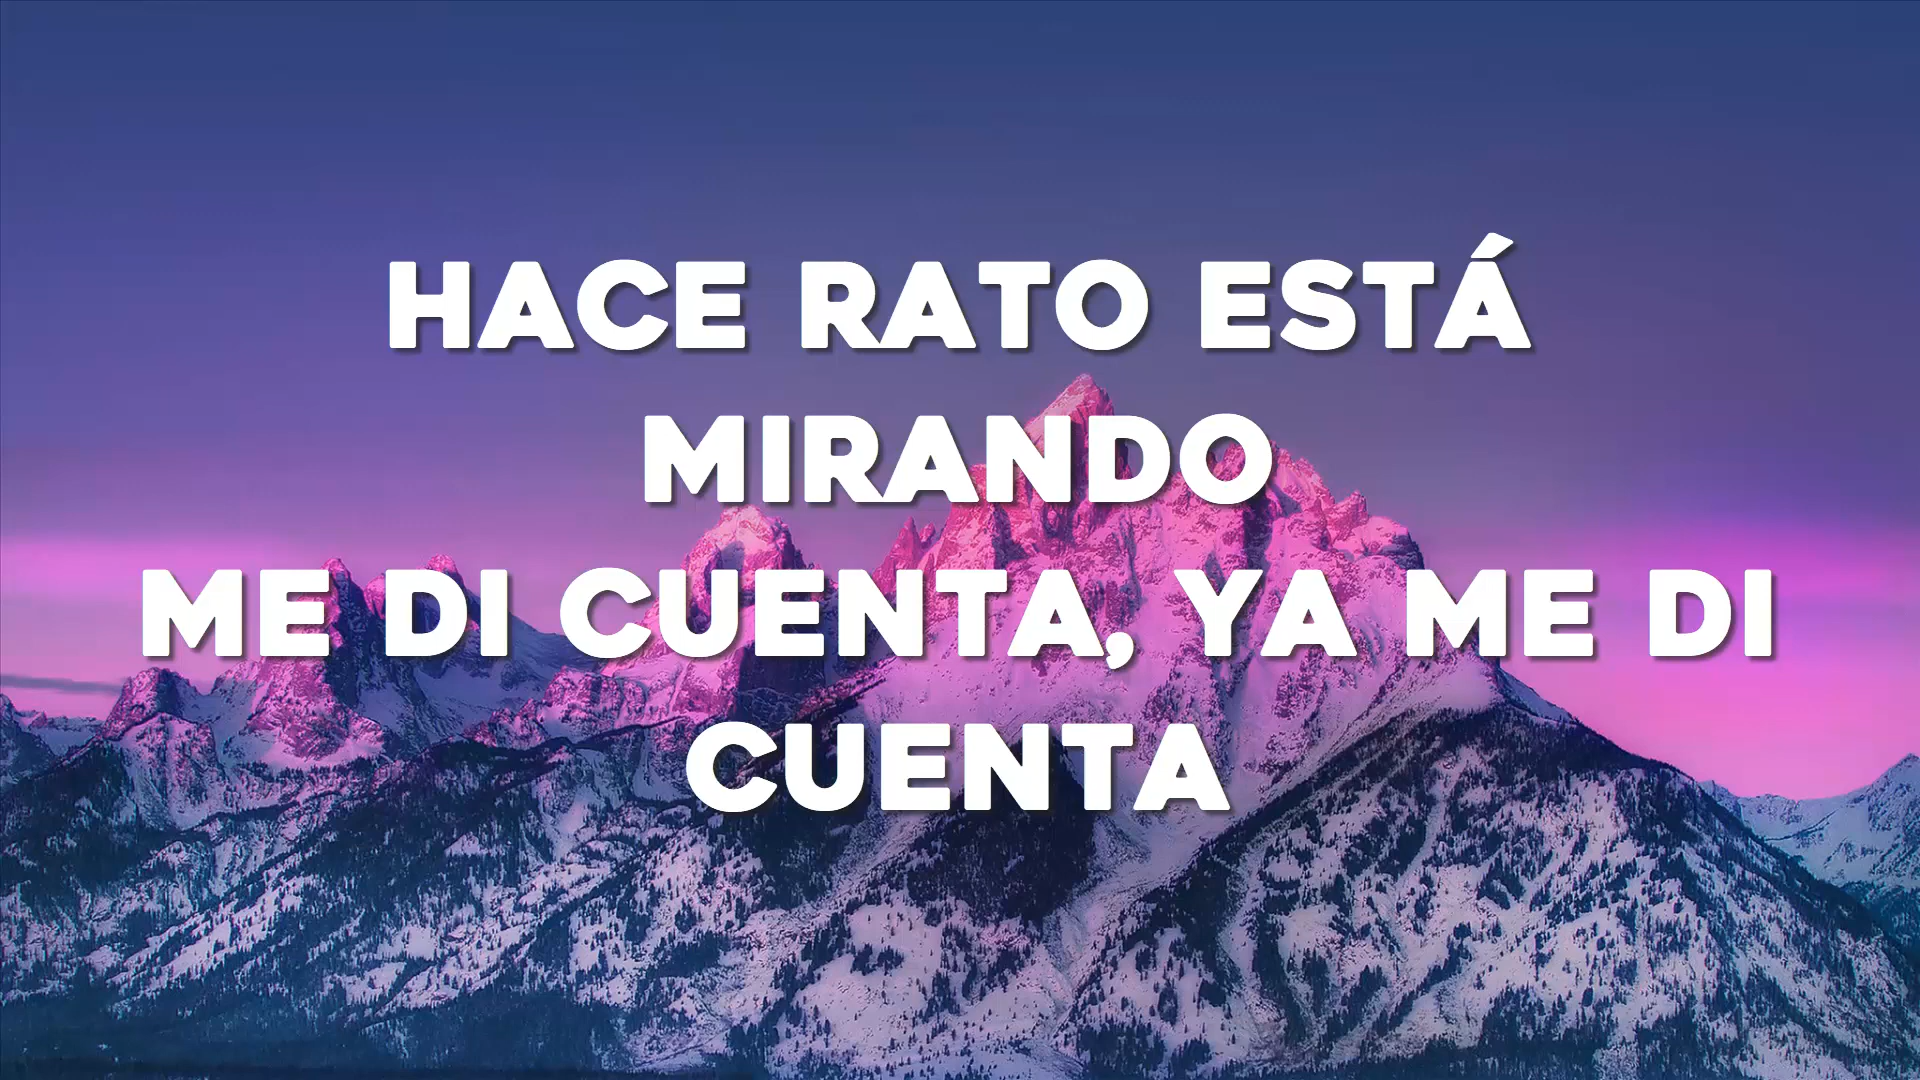 HACE RATO ESTÁ
MIRANDO
ME DI CUENTA, YA ME DI
CUENTA